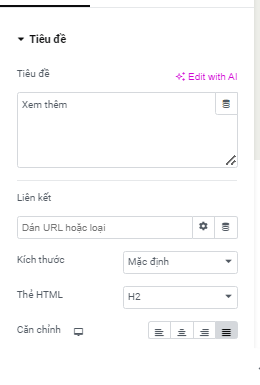 Tiêu đề
Tiêu đề
Edit with AI
Xem thêm
Liên kết
Dán URL hoặc loại
Kích thước
Mặc định
Thẻ HTML
H2
Căn chỉnh